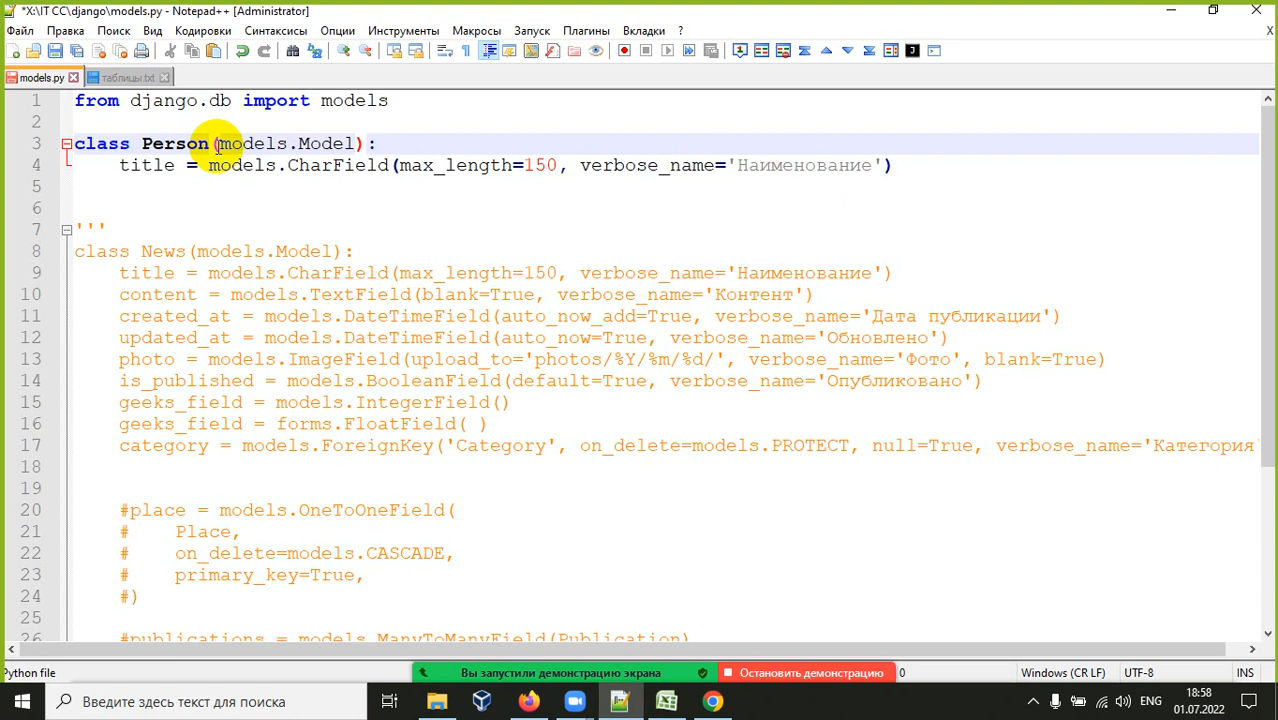 *X:\IT CC\django\models.py - Notepad++ [Administrator]
Файл Правка Поиск Вид Кодировки Синтаксисы Опции Инструменты Макросы Запуск Плагины Вкладки ? X
models.py таблицы.txt
1 from django.db import models
2
3 class Person(models.Model):
4 title = models.CharField(max_length=150, verbose_name='Наименование')
5
6
7 '''
8 class News(models.Model):
9 title = models.CharField(max_length=150, verbose_name='Наименование')
10 content = models.TextField(blank=True, verbose_name='Контент')
11 created_at = models.DateTimeField(auto_now_add=True, verbose_name='Дата публикации')
12 updated_at = models.DateTimeField(auto_now=True, verbose_name='Обновлено')
13 photo = models.ImageField(upload_to='photos/%Y/%m/%d/', verbose_name='Фото', blank=True)
14 is_published = models.BooleanField(default=True, verbose_name='Опубликовано')
15 geeks_field = models.IntegerField()
16 geeks_field = forms.FloatField( )
17 category = models.ForeignKey('Category', on_delete=models.PROTECT, null=True, verbose_name='Категория'
18
19
20 #place = models.OneToOneField(
21 # Place,
22 # on_delete=models.CASCADE,
23 # primary_key=True,
24 #)
25
26 #publications = models.ManyToManyField(Publication)
Python file Вы запустили демонстрацию экрана Остановить демонстрацию 0 Windows (CR LF) UTF-8 INS
Введите здесь текст для поиска ENG 18:58
01.07.2022